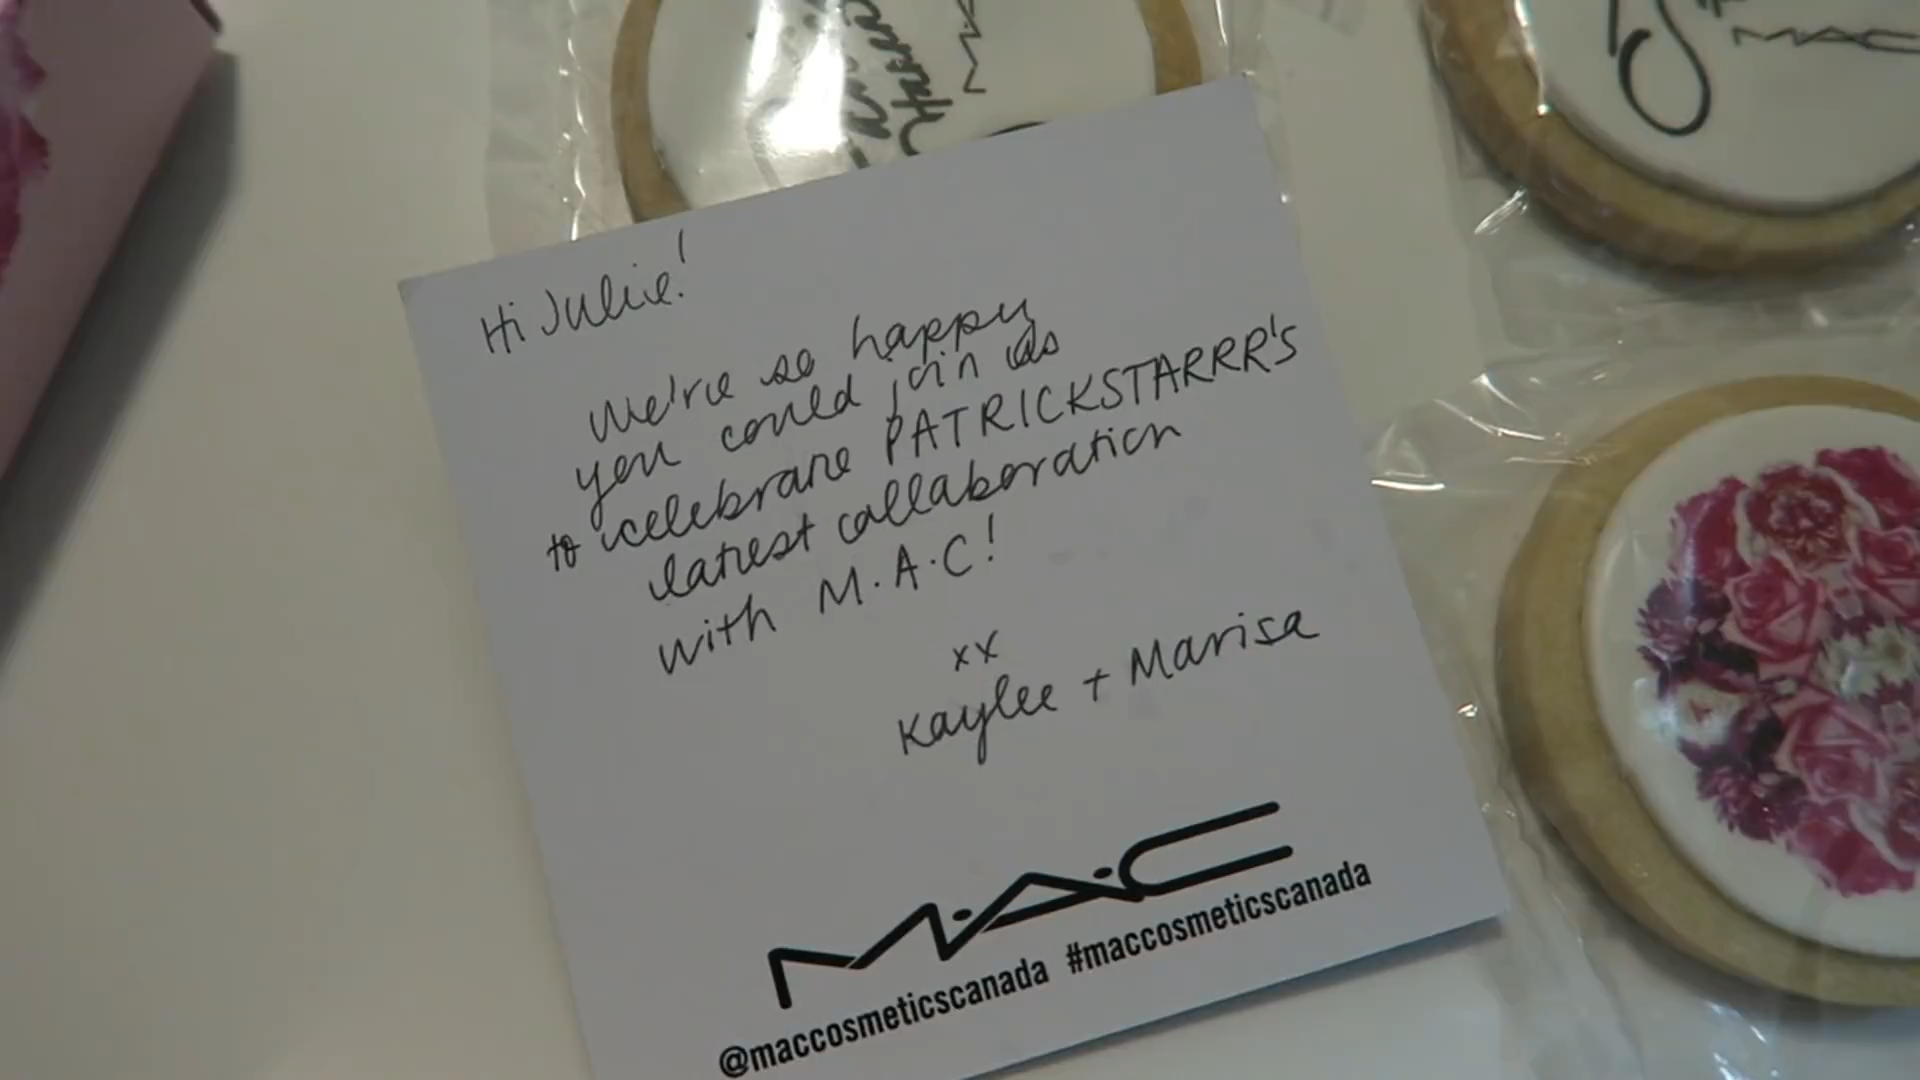 MAC
Hi Julie!
We're so happy
you could join us
to celebrate PATRICKSTARRR's
latest collaboration
with M.A.C!
xx
Kaylee + Marisa
M·A·C
@maccosmeticscanada #maccosmeticscanada